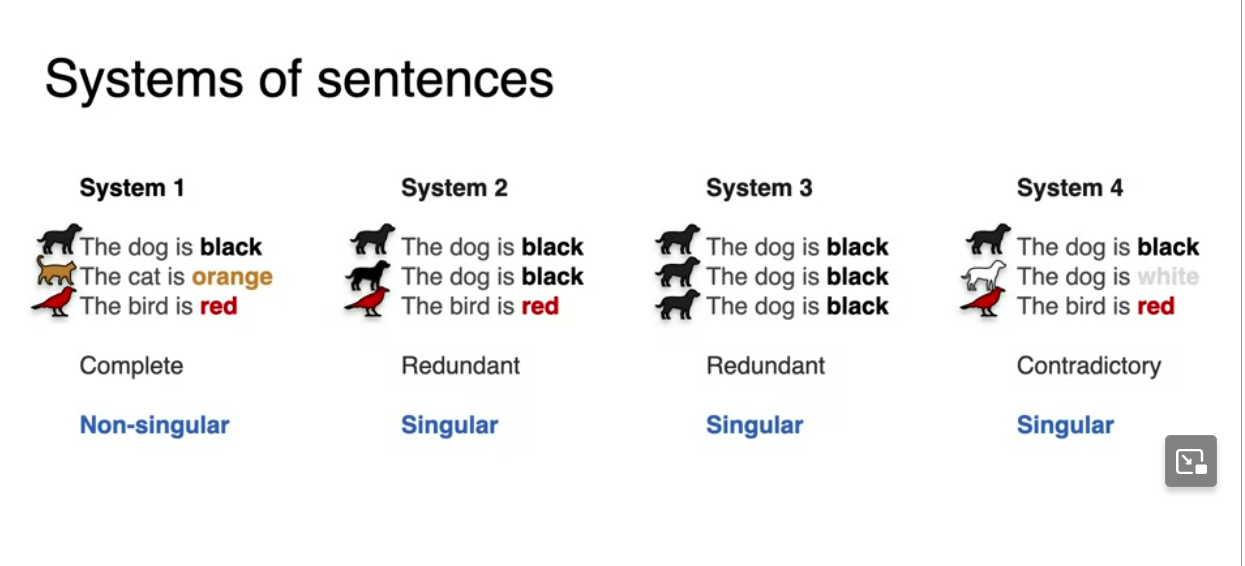 Systems of sentences
System 1
The dog is black
The cat is orange
The bird is red
Complete
Non-singular
System 2
The dog is black
The dog is black
The bird is red
Redundant
Singular
System 3
The dog is black
The dog is black
The dog is black
Redundant
Singular
System 4
The dog is black
The dog is white
The bird is red
Contradictory
Singular